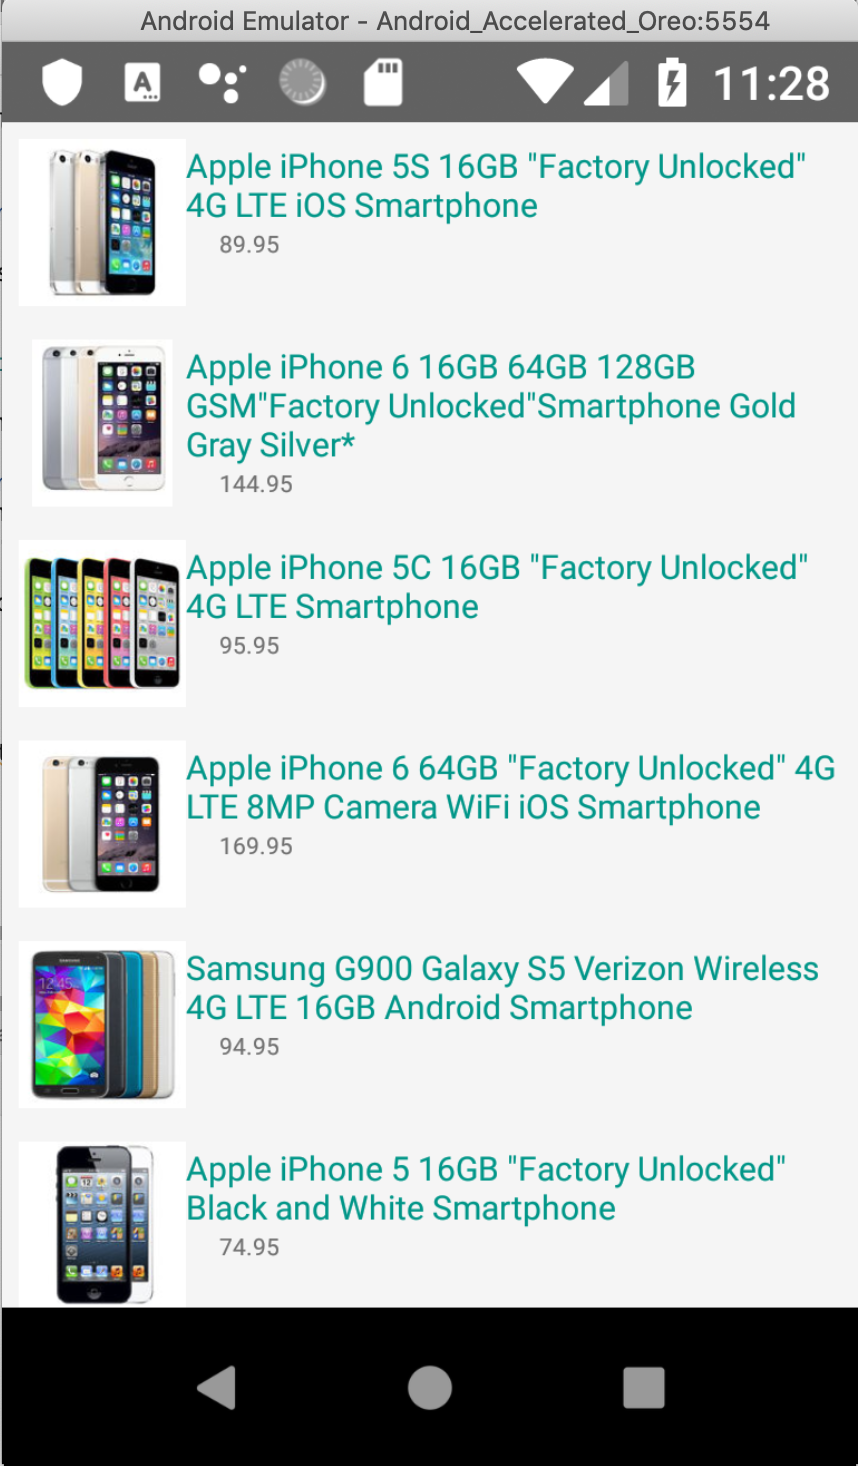 Android Emulator - Android_Accelerated_Oreo:5554
11:28
Apple iPhone 5S 16GB "Factory Unlocked"
4G LTE iOS Smartphone
89.95
Apple iPhone 6 16GB 64GB 128GB
GSM"Factory Unlocked"Smartphone Gold
Gray Silver*
144.95
Apple iPhone 5C 16GB "Factory Unlocked"
4G LTE Smartphone
95.95
Apple iPhone 6 64GB "Factory Unlocked" 4G
LTE 8MP Camera WiFi iOS Smartphone
169.95
Samsung G900 Galaxy S5 Verizon Wireless
4G LTE 16GB Android Smartphone
94.95
Apple iPhone 5 16GB "Factory Unlocked"
Black and White Smartphone
74.95